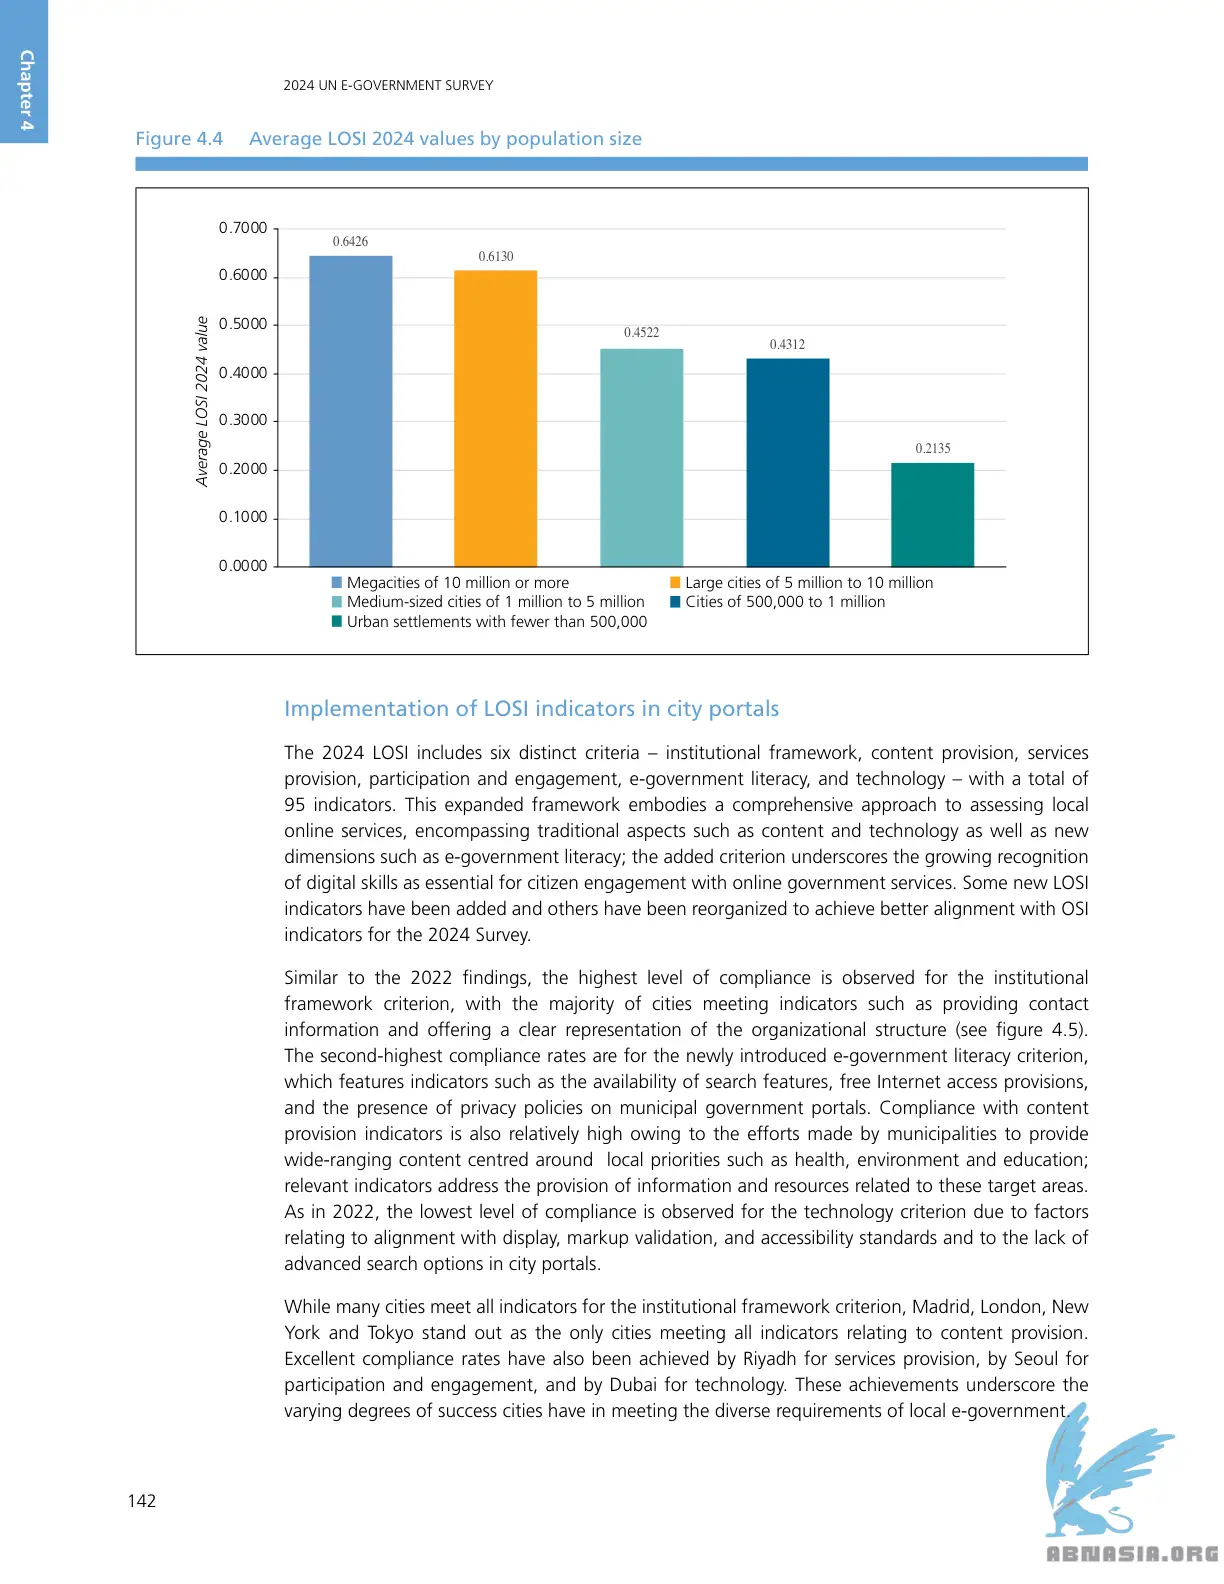 Chapter 4
2024 UN E-GOVERNMENT SURVEY
Figure 4.4 Average LOSI 2024 values by population size
Average LOSI 2024 value
0.7000
0.6000
0.5000
0.4000
0.3000
0.2000
0.1000
0.0000
0.6426
0.6130
0.4522
0.4312
0.2135
Megacities of 10 million or more
Large cities of 5 million to 10 million
Medium-sized cities of 1 million to 5 million
Cities of 500,000 to 1 million
Urban settlements with fewer than 500,000
Implementation of LOSI indicators in city portals
The 2024 LOSI includes six distinct criteria – institutional framework, content provision, services
provision, participation and engagement, e-government literacy, and technology – with a total of
95 indicators. This expanded framework embodies a comprehensive approach to assessing local
online services, encompassing traditional aspects such as content and technology as well as new
dimensions such as e-government literacy; the added criterion underscores the growing recognition
of digital skills as essential for citizen engagement with online government services. Some new LOSI
indicators have been added and others have been reorganized to achieve better alignment with OSI
indicators for the 2024 Survey.
Similar to the 2022 findings, the highest level of compliance is observed for the institutional
framework criterion, with the majority of cities meeting indicators such as providing contact
information and offering a clear representation of the organizational structure (see figure 4.5).
The second-highest compliance rates are for the newly introduced e-government literacy criterion,
which features indicators such as the availability of search features, free Internet access provisions,
and the presence of privacy policies on municipal government portals. Compliance with content
provision indicators is also relatively high owing to the efforts made by municipalities to provide
wide-ranging content centred around local priorities such as health, environment and education;
relevant indicators address the provision of information and resources related to these target areas.
As in 2022, the lowest level of compliance is observed for the technology criterion due to factors
relating to alignment with display, markup validation, and accessibility standards and to the lack of
advanced search options in city portals.
While many cities meet all indicators for the institutional framework criterion, Madrid, London, New
York and Tokyo stand out as the only cities meeting all indicators relating to content provision.
Excellent compliance rates have also been achieved by Riyadh for services provision, by Seoul for
participation and engagement, and by Dubai for technology. These achievements underscore the
varying degrees of success cities have in meeting the diverse requirements of local e-government.
142
ABNASIA.ORG